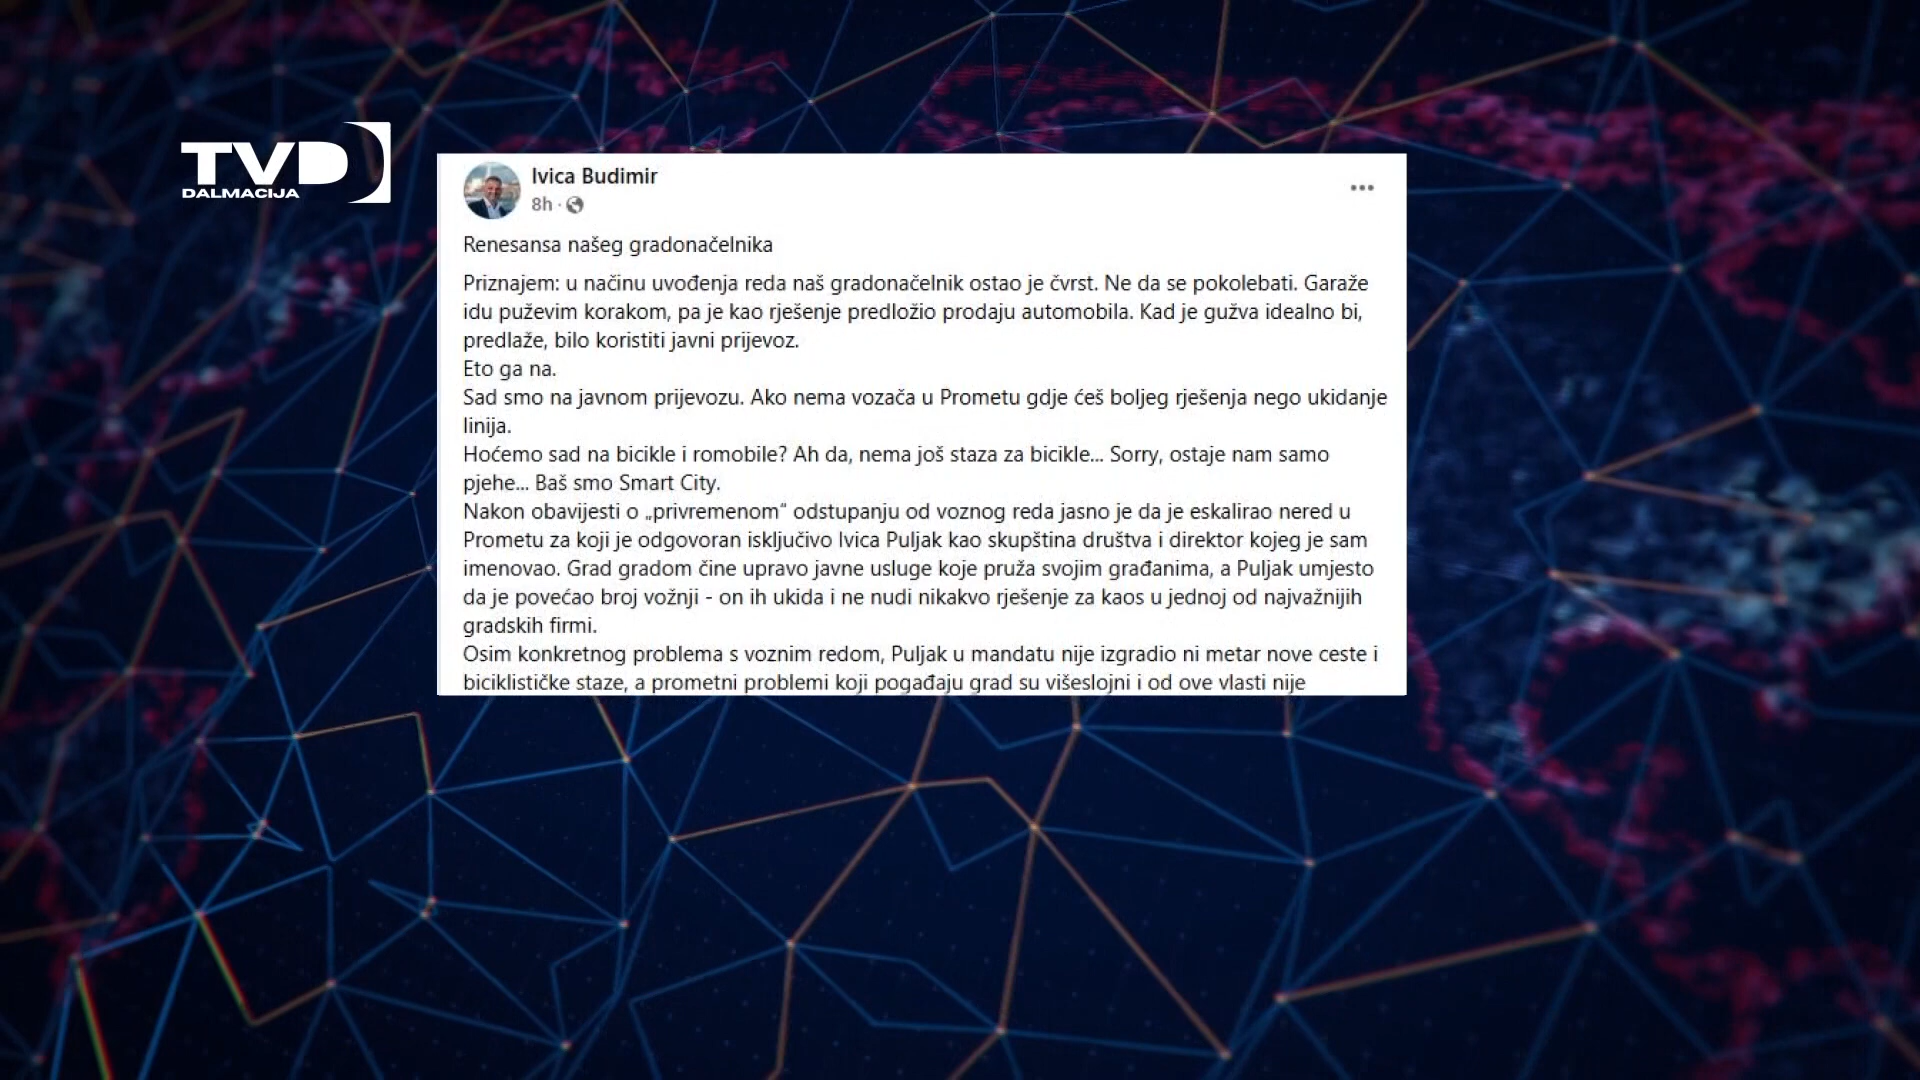 TVD
DALMACIJA
Ivica Budimir
8h ·
Renesansa našeg gradonačelnika
Priznajem: u načinu uvođenja reda naš gradonačelnik ostao je čvrst. Ne da se pokolebati. Garaže
idu puževim korakom, pa je kao rješenje predložio prodaju automobila. Kad je gužva idealno bi,
predlaže, bilo koristiti javni prijevoz.
Eto ga na.
Sad smo na javnom prijevozu. Ako nema vozača u Prometu gdje ćeš boljeg rješenja nego ukidanje
linija.
Hoćemo sad na bicikle i romobile? Ah da, nema još staza za bicikle... Sorry, ostaje nam samo
pjehe... Baš smo Smart City.
Nakon obavijesti o „privremenom“ odstupanju od voznog reda jasno je da je eskalirao nered u
Prometu za koji je odgovoran isključivo Ivica Puljak kao skupština društva i direktor kojeg je sam
imenovao. Grad gradom čine upravo javne usluge koje pruža svojim građanima, a Puljak umjesto
da je povećao broj vožnji - on ih ukida i ne nudi nikakvo rješenje za kaos u jednoj od najvažnijih
gradskih firmi.
Osim konkretnog problema s voznim redom, Puljak u mandatu nije izgradio ni metar nove ceste i
biciklističke staze, a prometni problemi koji pogađaju grad su višeslojni i od ove vlasti nije